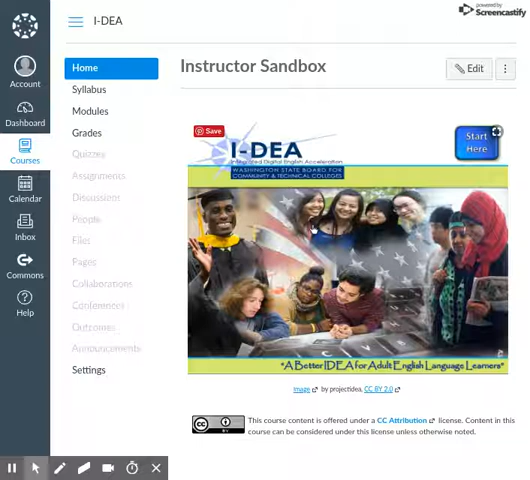 powered by
Screencastify
I-DEA
Account
Dashboard
Courses
Calendar
Inbox
Commons
Help
Home
Syllabus
Modules
Grades
Quizzes
Assignments
Discussions
People
Files
Pages
Collaborations
Conferences
Outcomes
Announcements
Settings
Instructor Sandbox
Edit
Save
Start
Here
I-DEA
Integrated Digital English Acceleration
WASHINGTON STATE BOARD FOR
COMMUNITY & TECHNICAL COLLEGES
"A Better IDEA for Adult English Language Learners"
Image by projectidea, CC BY 2.0
CC BY
This course content is offered under a CC Attribution license. Content in this
course can be considered under this license unless otherwise noted.